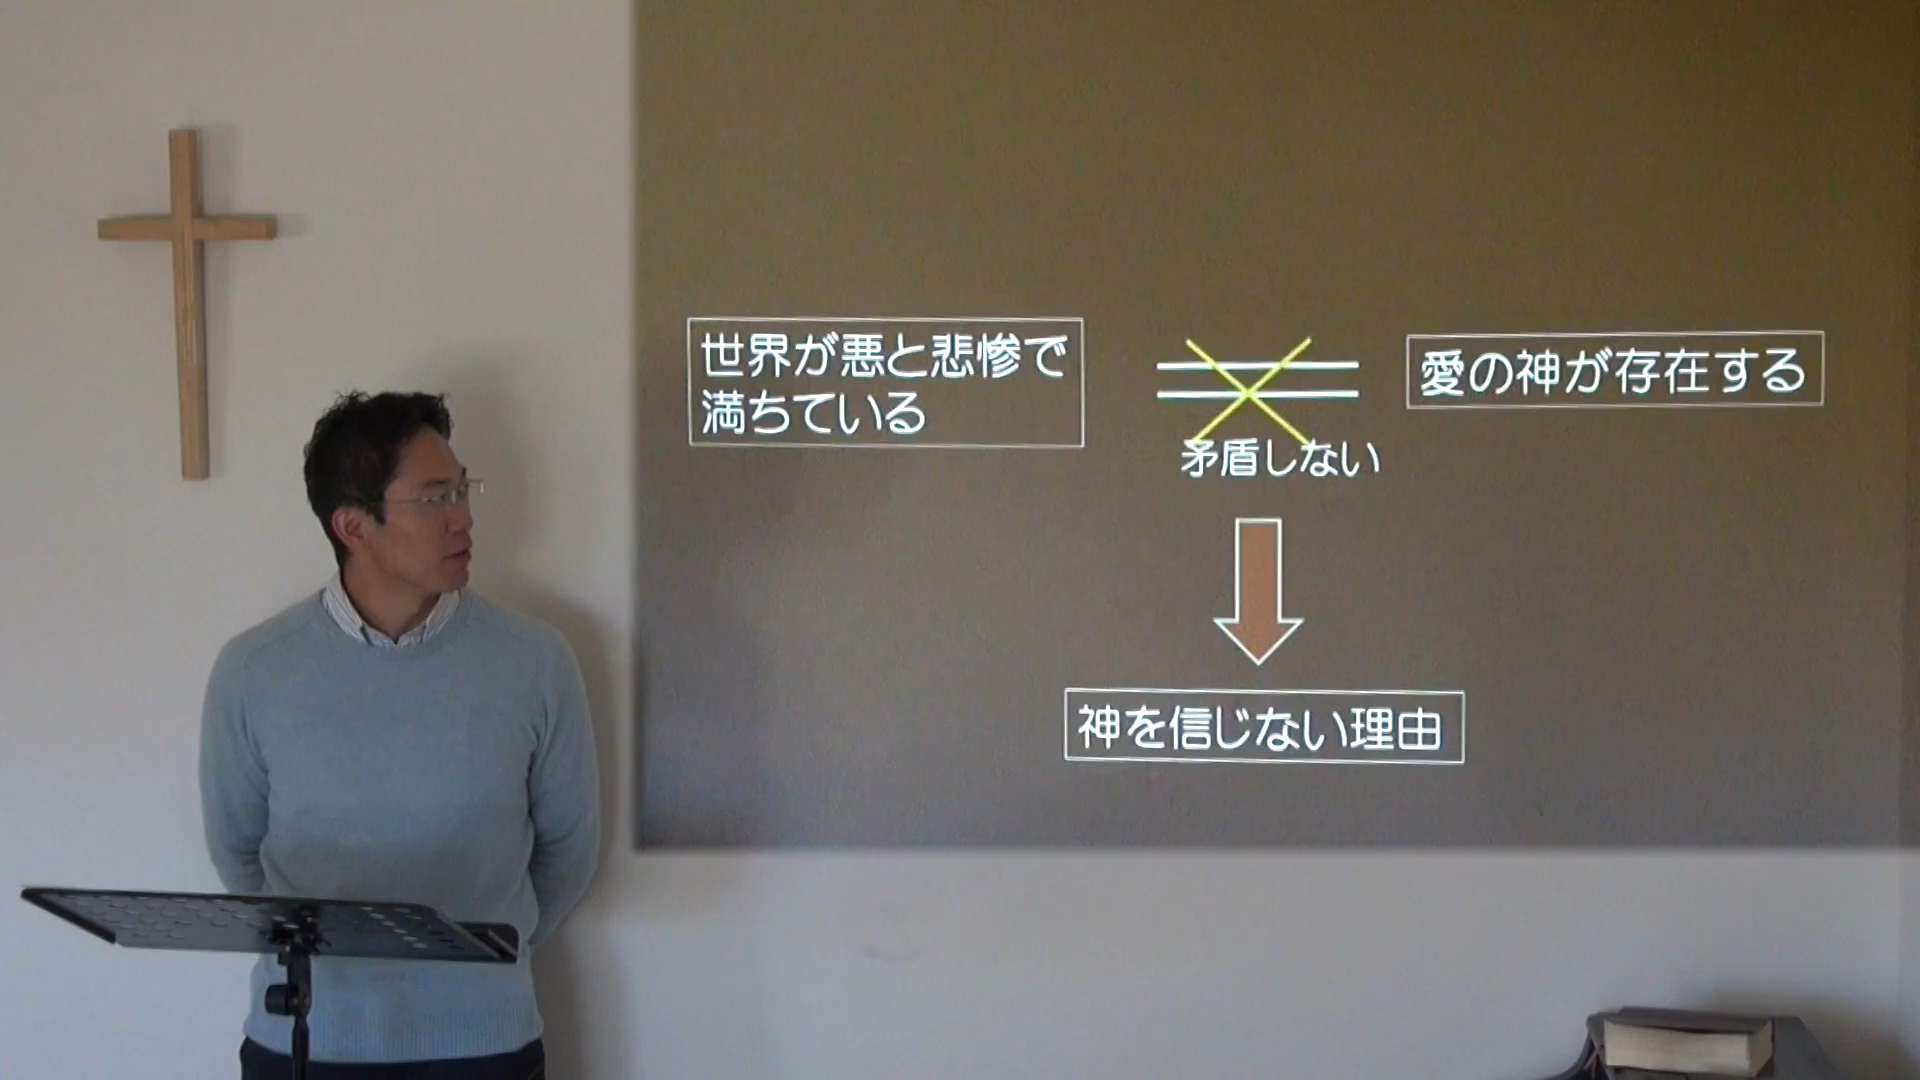 世界が悪と悲惨で
満ちている
矛盾しない
愛の神が存在する
神を信じない理由